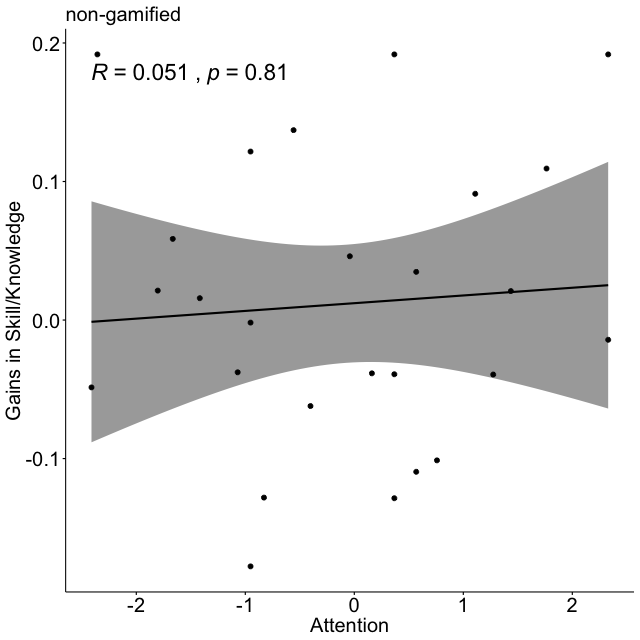 non-gamified
0.2
R = 0.051 , p = 0.81
0.1
0.0
-0.1
Gains in Skill/Knowledge
-2 -1 0 1 2
Attention